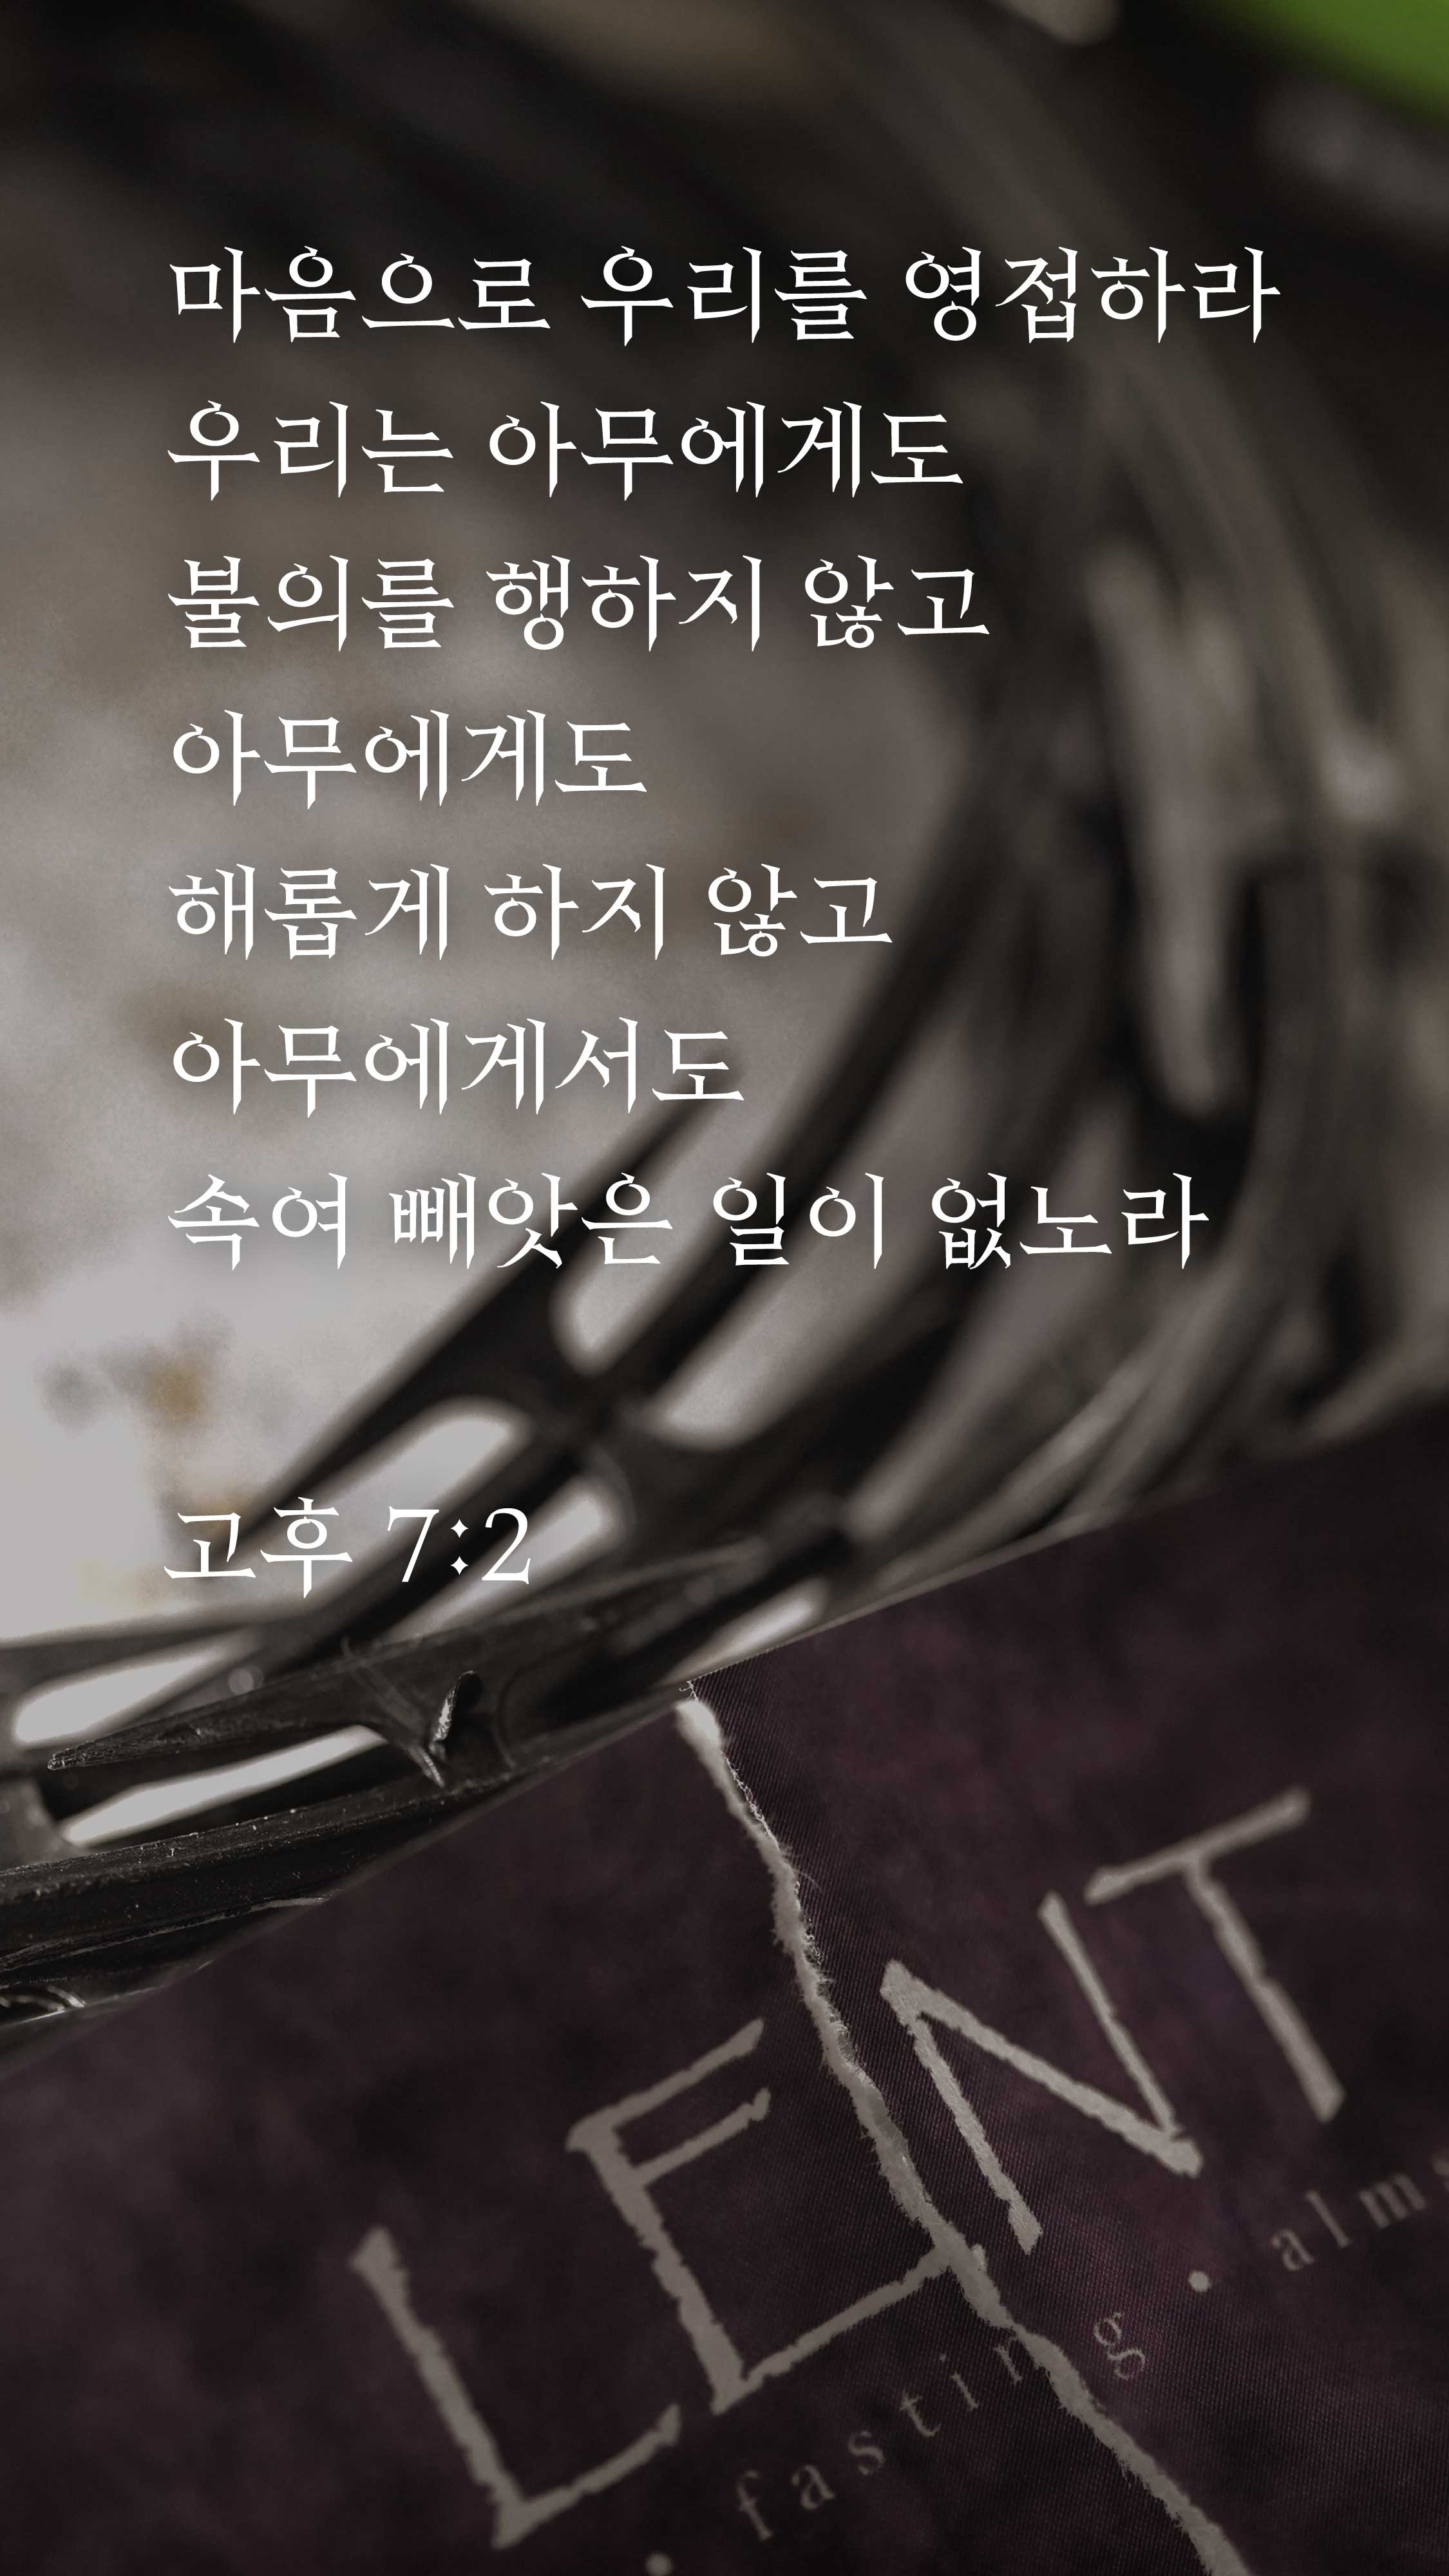 마음으로 우리를 영접하라
우리는 아무에게도
불의를 행하지 않고
아무에게도
해롭게 하지 않고
아무에게서도
속여 빼앗은 일이 없노라
고후 7:2
LENT
• fasting • alms